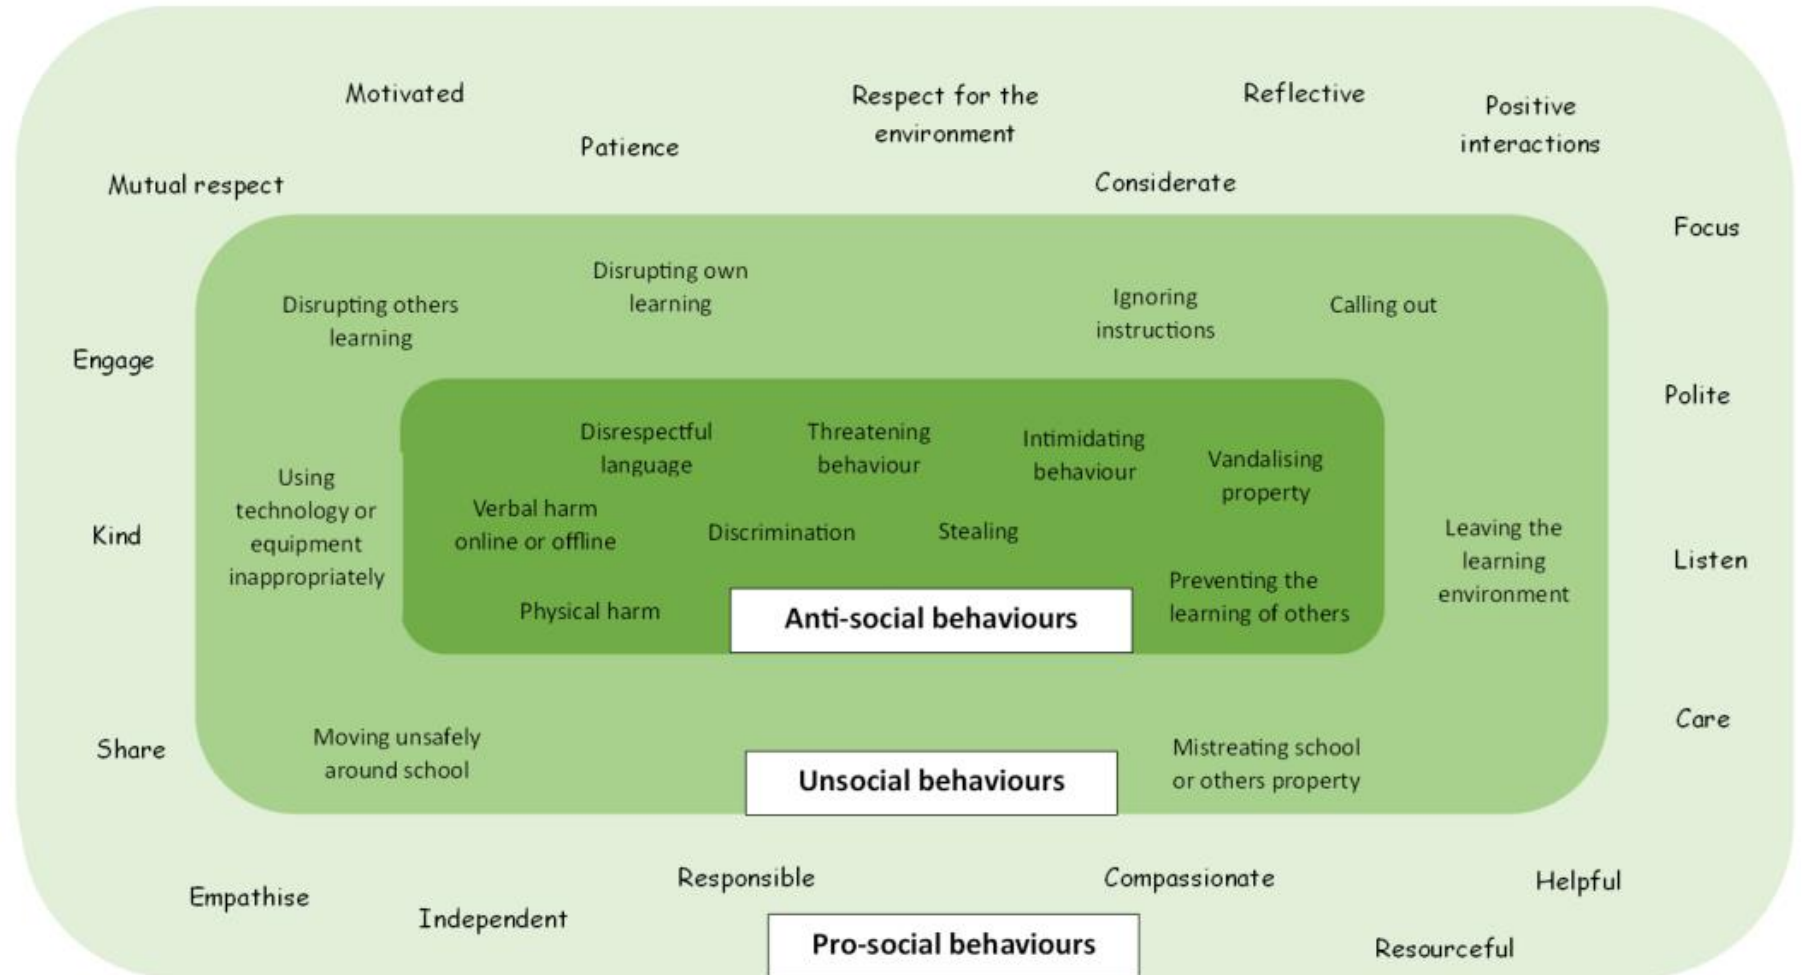 Motivated
Respect for the
environment
Reflective
Positive
interactions
Patience
Mutual respect
Considerate
Focus
Disrupting others
learning
Disrupting own
learning
Ignoring
instructions
Calling out
Engage
Polite
Disrespectful
language
Threatening
behaviour
Intimidating
behaviour
Vandalising
property
Using
technology or
equipment
inappropriately
Verbal harm
online or offline
Discrimination
Stealing
Kind
Leaving the
learning
environment
Listen
Physical harm
Preventing the
learning of others
Anti-social behaviours
Share
Care
Moving unsafely
around school
Mistreating school
or others property
Unsocial behaviours
Empathise
Independent
Responsible
Compassionate
Helpful
Pro-social behaviours
Resourceful